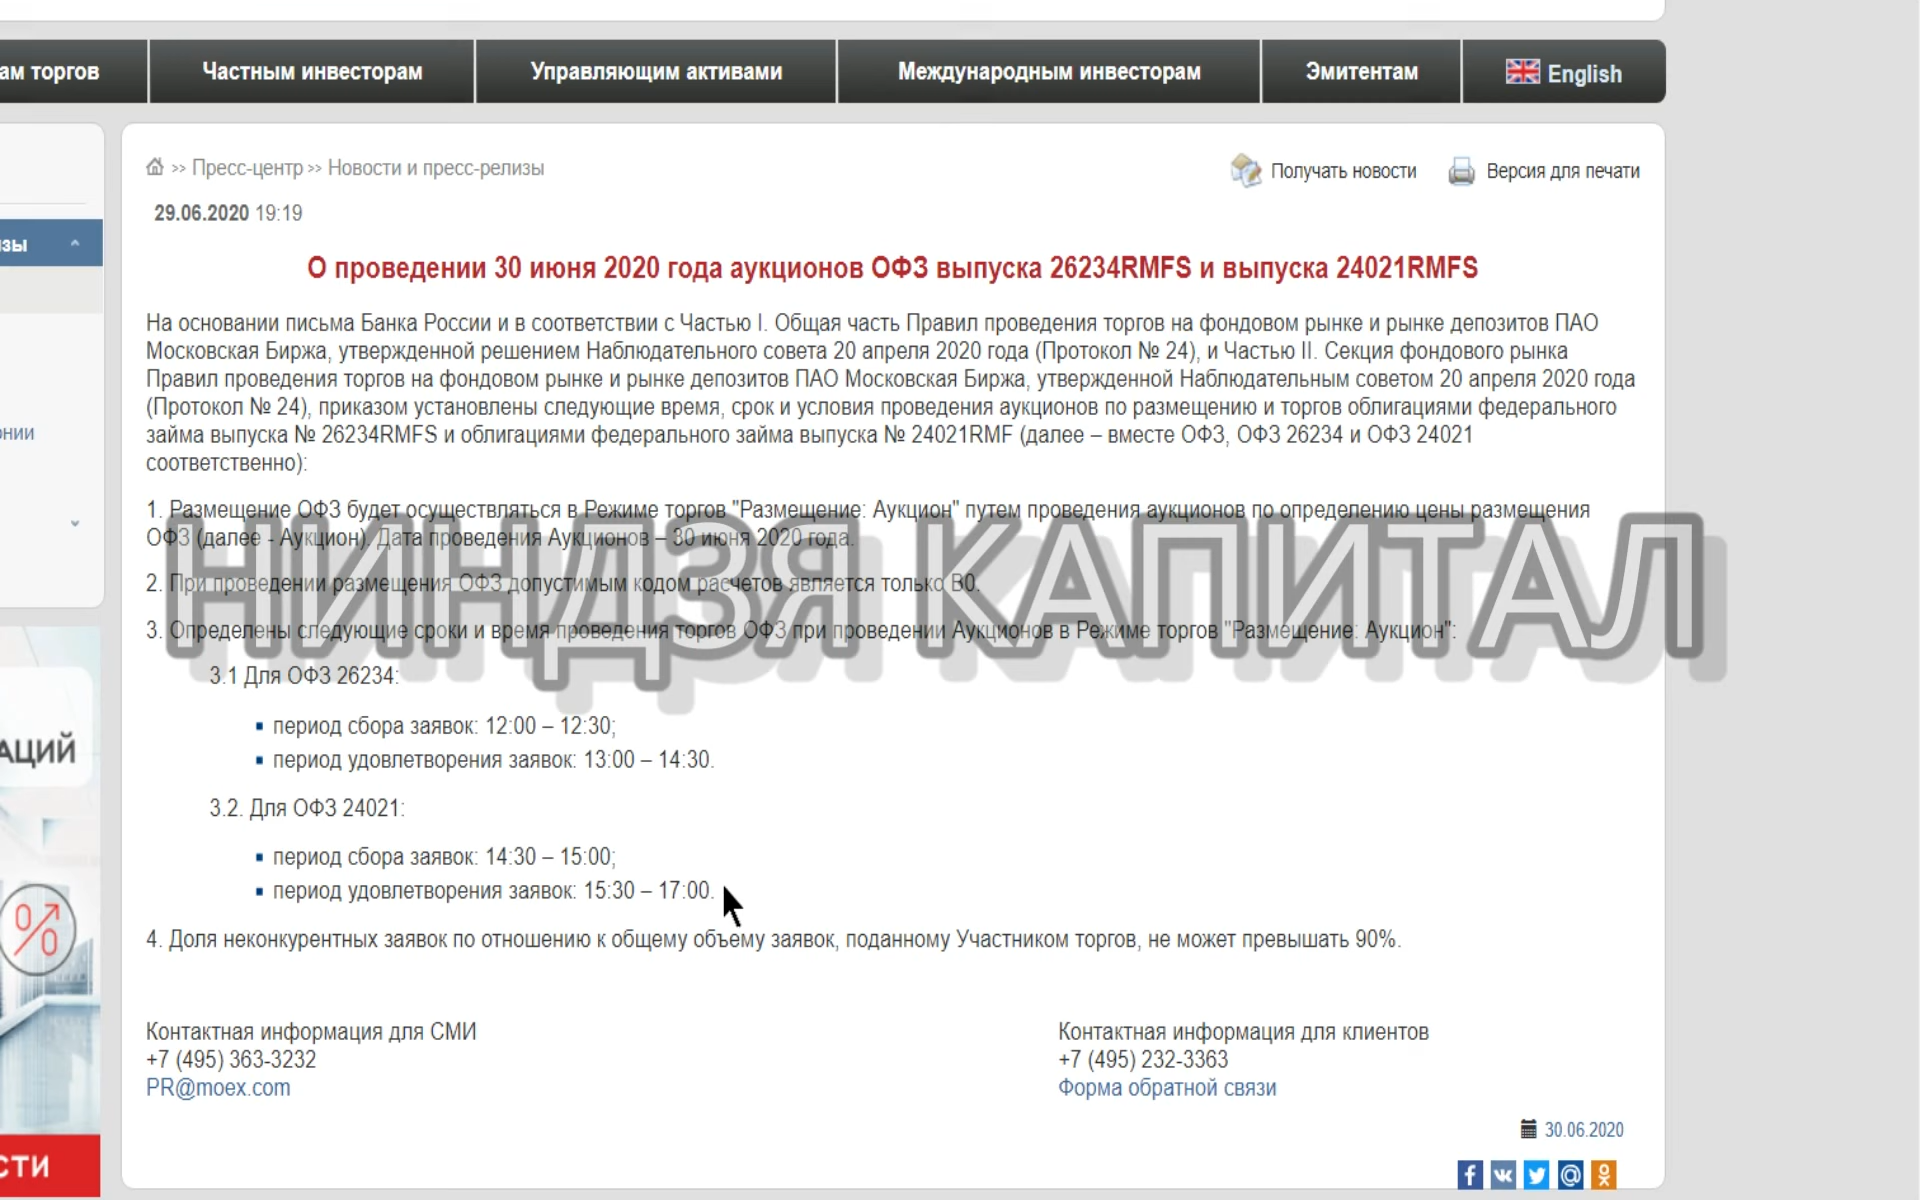 ам торгов
Частным инвесторам
Управляющим активами
Международным инвесторам
Эмитентам
English
>> Пресс-центр >> Новости и пресс-релизы
Получать новости
Версия для печати
29.06.2020 19:19
зы
О проведении 30 июня 2020 года аукционов ОФЗ выпуска 26234RMFS и выпуска 24021RMFS
На основании письма Банка России и в соответствии с Частью I. Общая часть Правил проведения торгов на фондовом рынке и рынке депозитов ПАО
Московская Биржа, утвержденной решением Наблюдательного совета 20 апреля 2020 года (Протокол № 24), и Частью II. Секция фондового рынка
Правил проведения торгов на фондовом рынке и рынке депозитов ПАО Московская Биржа, утвержденной Наблюдательным советом 20 апреля 2020 года
(Протокол № 24), приказом установлены следующие время, срок и условия проведения аукционов по размещению и торгов облигациями федерального
займа выпуска № 26234RMFS и облигациями федерального займа выпуска № 24021RMF (далее – вместе ОФЗ, ОФЗ 26234 и ОФЗ 24021
соответственно):
онии
1. Размещение ОФЗ будет осуществляться в Режиме торгов "Размещение: Аукцион" путем проведения аукционов по определению цены размещения
ОФЗ (далее - Аукцион). Дата проведения Аукционов – 30 июня 2020 года.
НИНДЗЯ КАПИТАЛ
2. При проведении размещения ОФЗ допустимым кодом расчетов является только B0.
3. Определены следующие сроки и время проведения торгов ОФЗ при проведении Аукционов в Режиме торгов "Размещение: Аукцион":
3.1 Для ОФЗ 26234:
период сбора заявок: 12:00 – 12:30;
период удовлетворения заявок: 13:00 – 14:30.
АЦИЙ
3.2. Для ОФЗ 24021:
период сбора заявок: 14:30 – 15:00;
период удовлетворения заявок: 15:30 – 17:00.
4. Доля неконкурентных заявок по отношению к общему объему заявок, поданному Участником торгов, не может превышать 90%.
Контактная информация для СМИ
+7 (495) 363-3232
PR@moex.com
Контактная информация для клиентов
+7 (495) 232-3363
Форма обратной связи
30.06.2020
СТИ